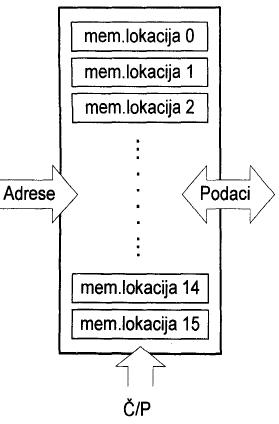 mem.lokacija 0
mem.lokacija 1
mem.lokacija 2
Adrese
Podaci
mem.lokacija 14
mem.lokacija 15
Č/P